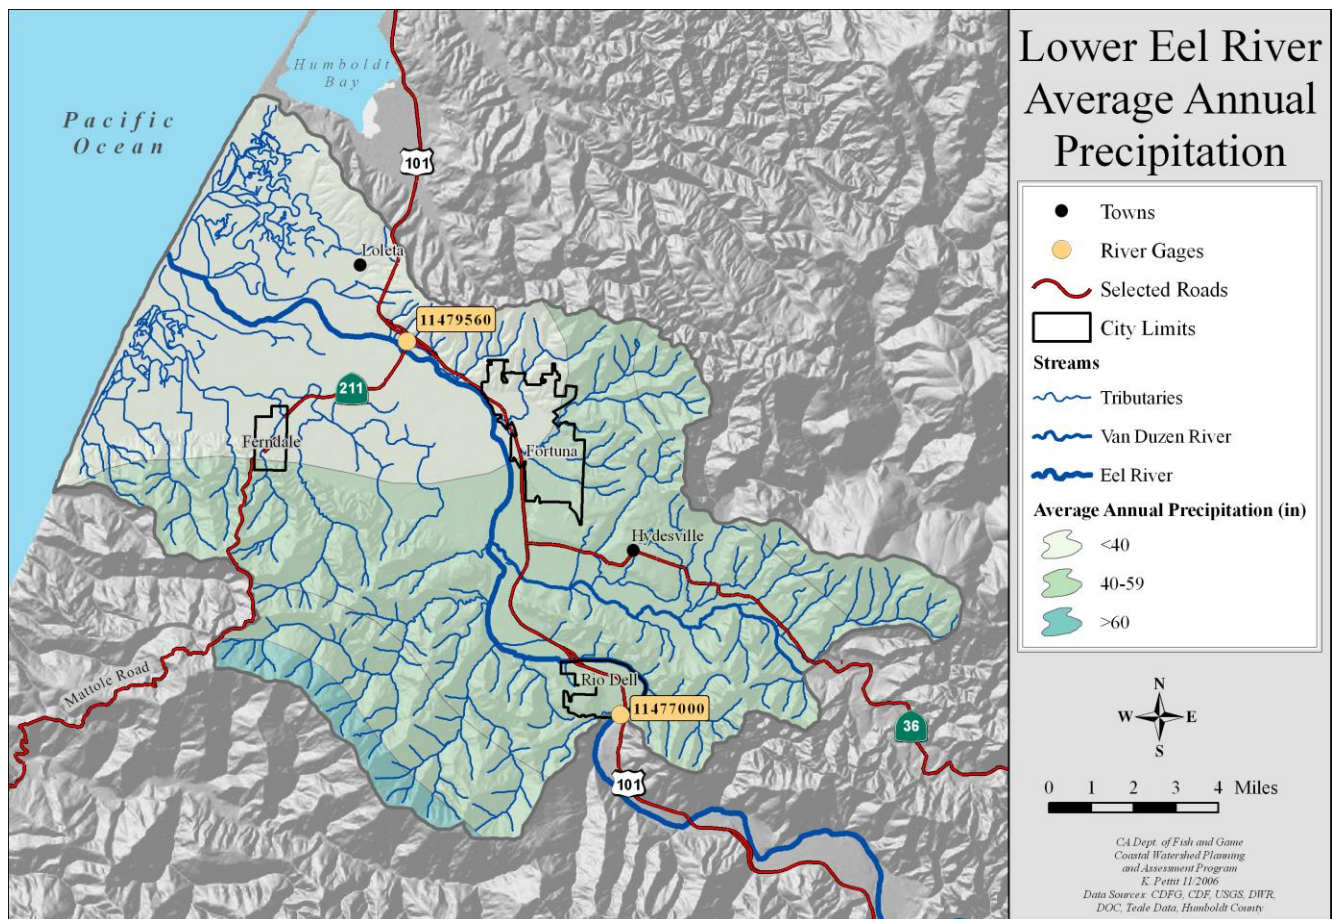 Lower Eel River
Average Annual
Precipitation
Towns
River Gages
Selected Roads
City Limits
Streams
Tributaries
Van Duzen River
Eel River
Average Annual Precipitation (in)
<40
40-59
>60
N
W E
S
0 1 2 3 4 Miles
CA Dept. of Fish and Game
Coastal Watershed Planning
and Assessment Program
K. Pettit 11/2006
Data Sources: CDFG, CDF, USGS, DWR,
DOC, Teale Data, Humboldt County
Humboldt
Bay
Pacific
Ocean
101
Loleta
11479560
211
Ferndale
Fortuna
Hydesville
Mattole Road
Rio Dell
11477000
36
101